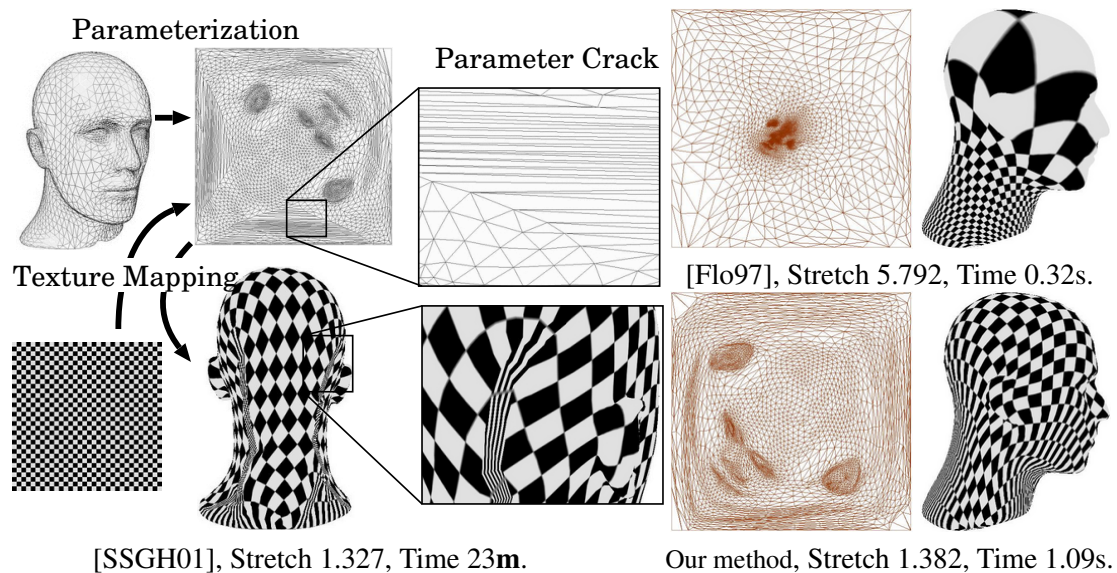 Parameterization
Parameter Crack
[Flo97], Stretch 5.792, Time 0.32s.
Texture Mapping
[SSGH01], Stretch 1.327, Time 23m.
Our method, Stretch 1.382, Time 1.09s.